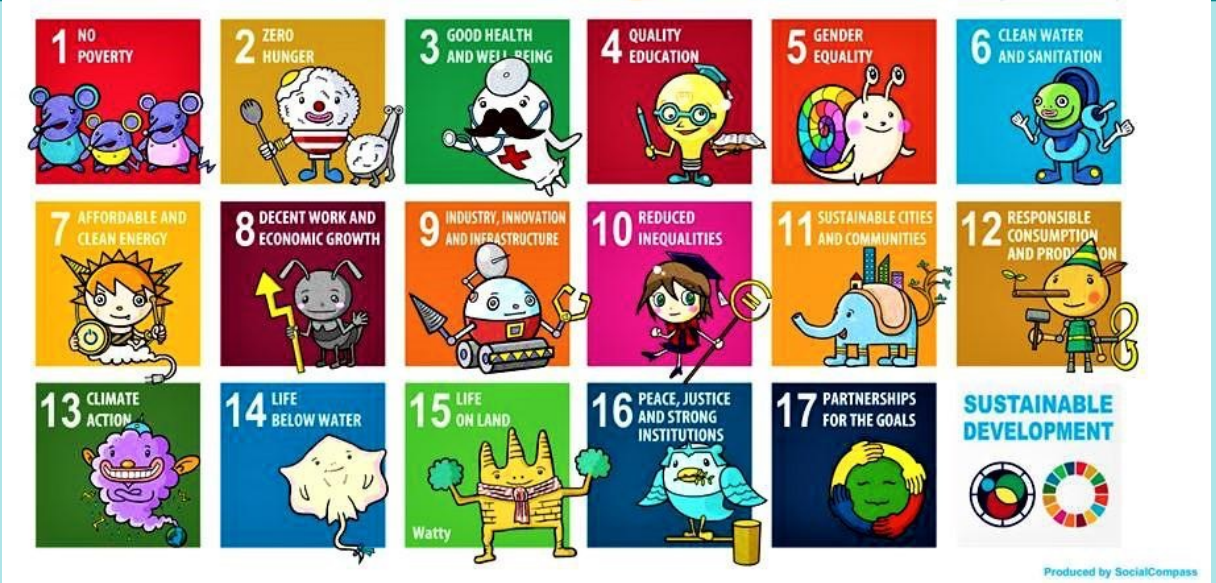 1 NO
POVERTY
2 ZERO
HUNGER
3 GOOD HEALTH
AND WELL-BEING
4 QUALITY
EDUCATION
5 GENDER
EQUALITY
6 CLEAN WATER
AND SANITATION
7 AFFORDABLE AND
CLEAN ENERGY
8 DECENT WORK AND
ECONOMIC GROWTH
9 INDUSTRY, INNOVATION
AND INFRASTRUCTURE
10 REDUCED
INEQUALITIES
11 SUSTAINABLE CITIES
AND COMMUNITIES
12 RESPONSIBLE
CONSUMPTION
AND PRODUCTION
13 CLIMATE
ACTION
14 LIFE
BELOW WATER
15 LIFE
ON LAND
Watty
16 PEACE, JUSTICE
AND STRONG
INSTITUTIONS
17 PARTNERSHIPS
FOR THE GOALS
SUSTAINABLE
DEVELOPMENT
Produced by SocialCompass